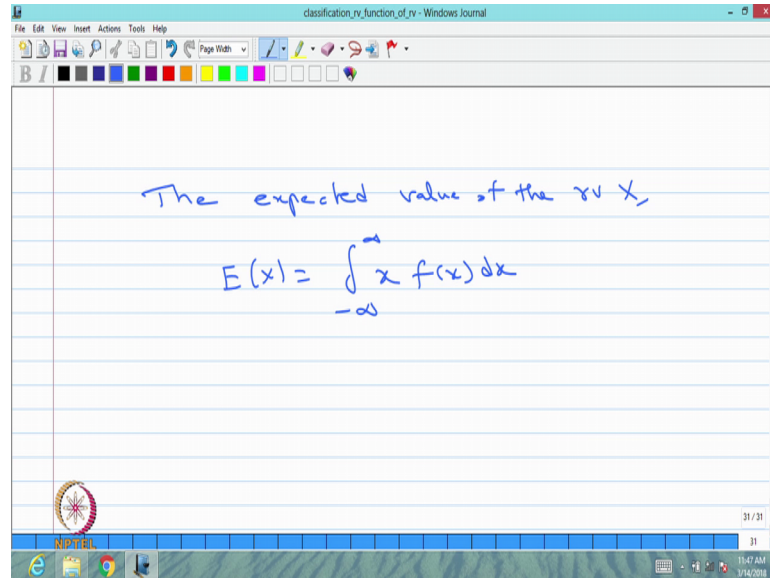 classification_rv_function_of_rv - Windows Journal
File Edit View Insert Actions Tools Help
Page Width
B I
The expected value of the rv X,
E(x) = ∫_{-∞}^{∞} x f(x) dx
31 / 31
NPTEL
31
11:47 AM
3/14/2018